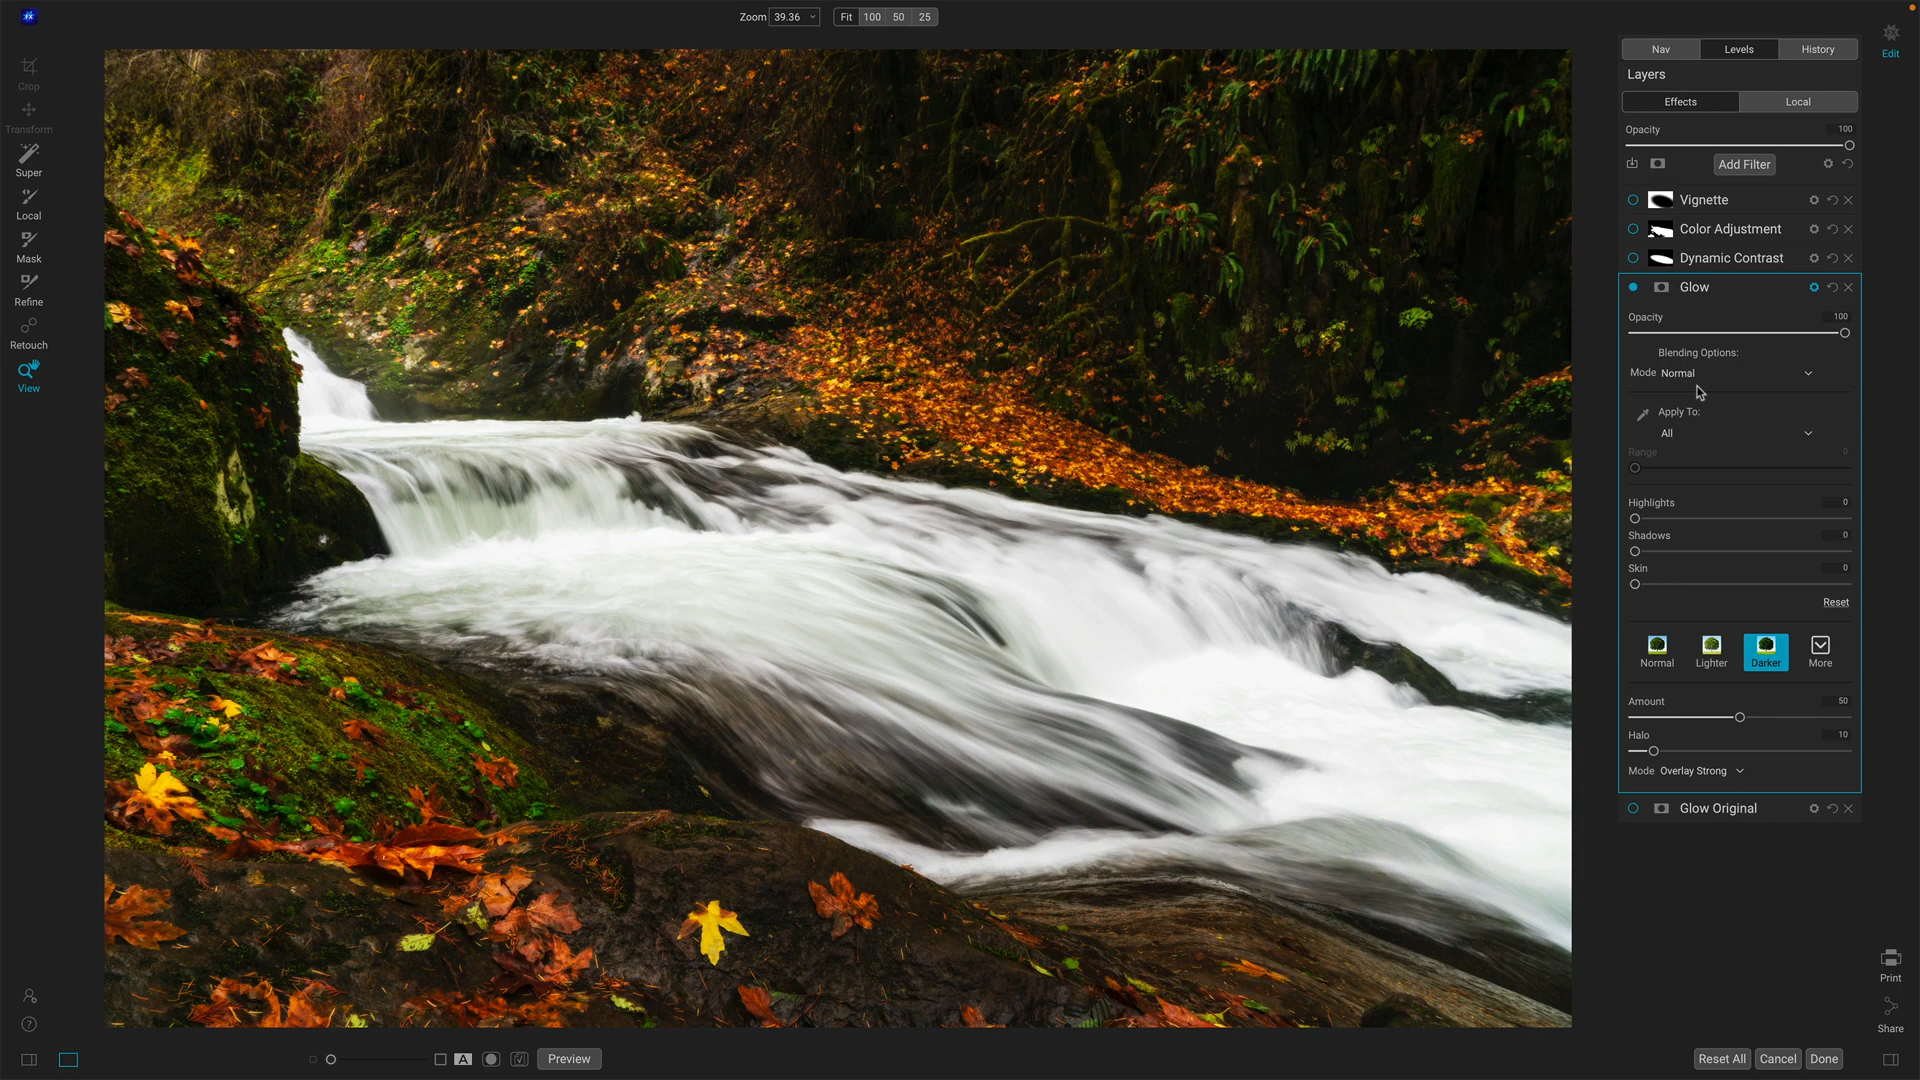 Zoom 39.36 Fit 100 50 25
Crop
Transform
Super
Local
Mask
Refine
Retouch
View
Nav Levels History
Edit
Layers
Effects Local
Opacity 100
Add Filter
Vignette
Color Adjustment
Dynamic Contrast
Glow
Opacity 100
Blending Options:
Mode Normal
Apply To:
All
Range 0
Highlights 0
Shadows 0
Skin 0
Reset
Normal Lighter Darker More
Amount 50
Halo 10
Mode Overlay Strong
Glow Original
Print
Share
?
A Preview
Reset All Cancel Done